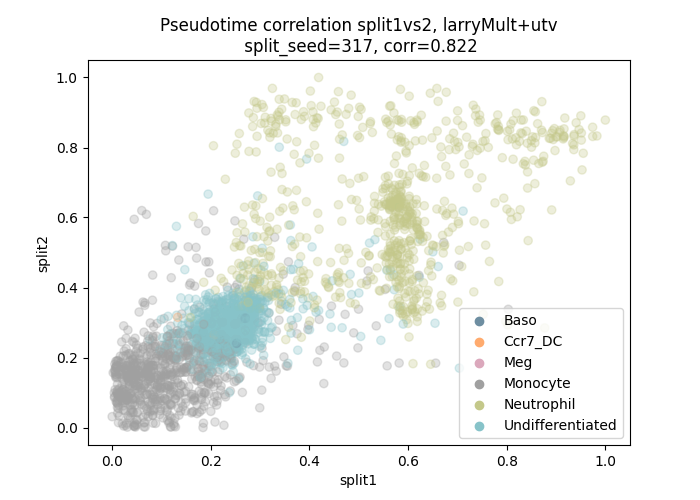 Pseudotime correlation split1vs2, larryMult+utv
split_seed=317, corr=0.822
1.0
0.8
0.6
0.4
0.2
0.0
split2
Baso
Ccr7_DC
Meg
Monocyte
Neutrophil
Undifferentiated
0.0 0.2 0.4 0.6 0.8 1.0
split1